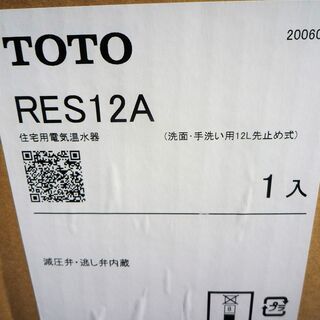 TOTO
20060
RES12A
住宅用電気温水器 (洗面・手洗い用12L先止め式)
1入
減圧弁・逃し弁内蔵